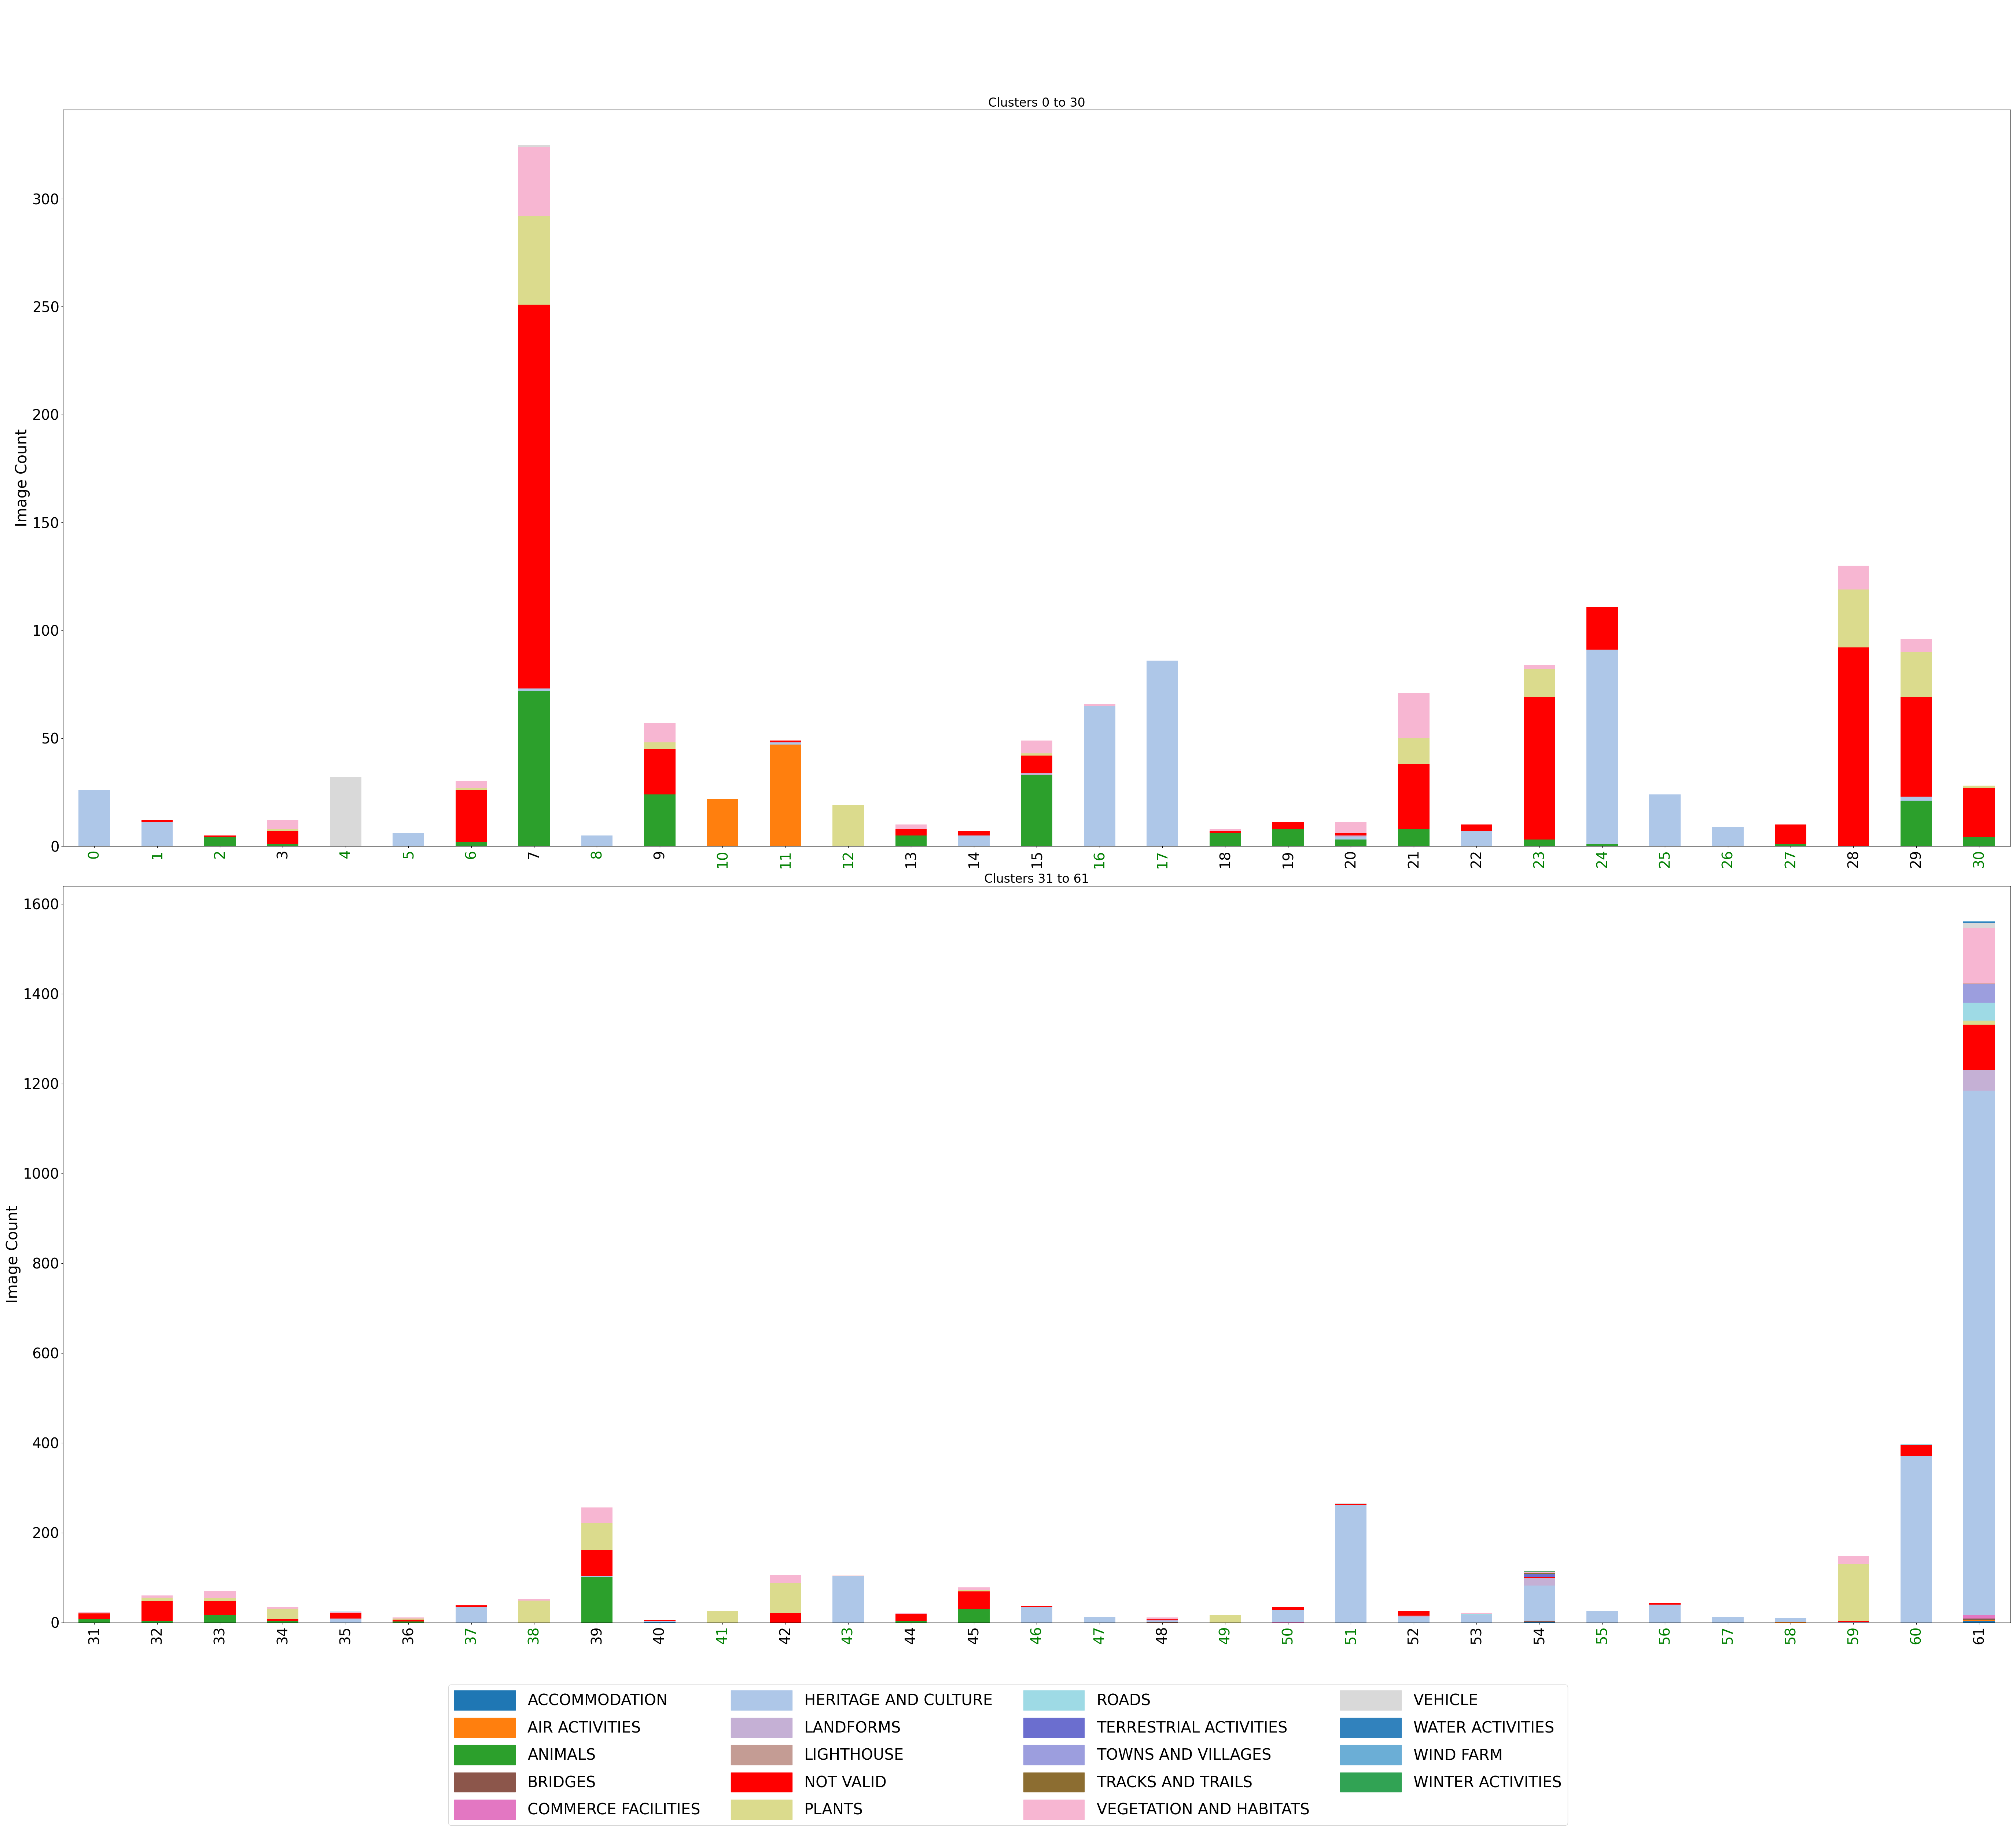 Clusters 0 to 30
Image Count
300
250
200
150
100
50
0
0 1 2 3 4 5 6 7 8 9 10 11 12 13 14 15 16 17 18 19 20 21 22 23 24 25 26 27 28 29 30
Clusters 31 to 61
Image Count
1600
1400
1200
1000
800
600
400
200
0
31 32 33 34 35 36 37 38 39 40 41 42 43 44 45 46 47 48 49 50 51 52 53 54 55 56 57 58 59 60 61
ACCOMMODATION
AIR ACTIVITIES
ANIMALS
BRIDGES
COMMERCE FACILITIES
HERITAGE AND CULTURE
LANDFORMS
LIGHTHOUSE
NOT VALID
PLANTS
ROADS
TERRESTRIAL ACTIVITIES
TOWNS AND VILLAGES
TRACKS AND TRAILS
VEGETATION AND HABITATS
VEHICLE
WATER ACTIVITIES
WIND FARM
WINTER ACTIVITIES